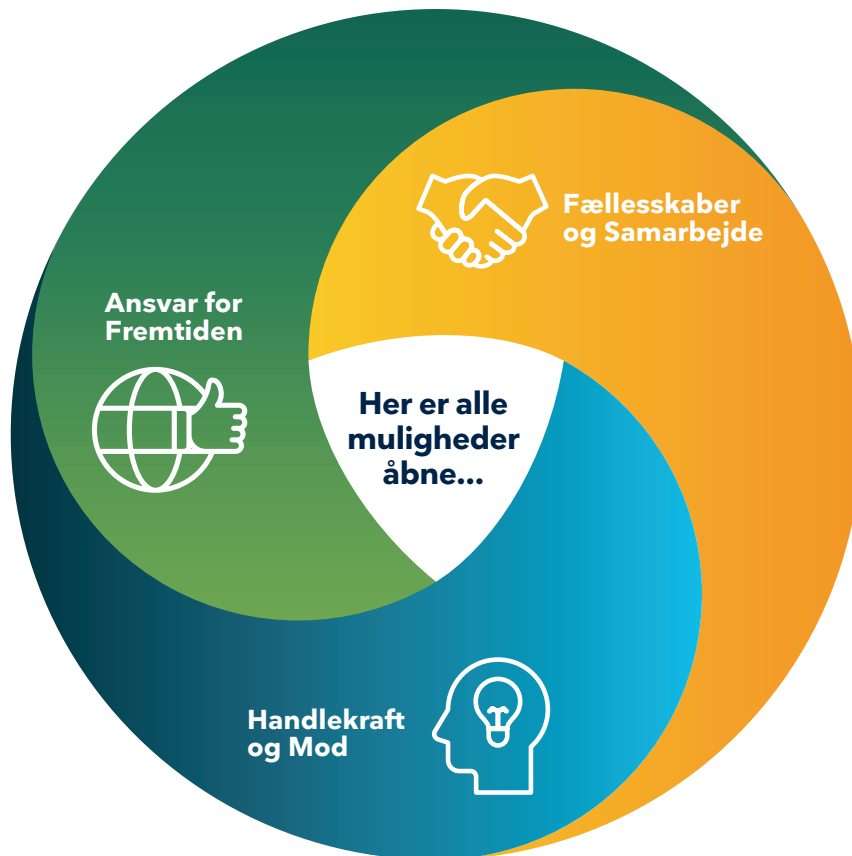 Fællesskaber
og Samarbejde
Ansvar for
Fremtiden
Her er alle
muligheder
åbne...
Handlekraft
og Mod